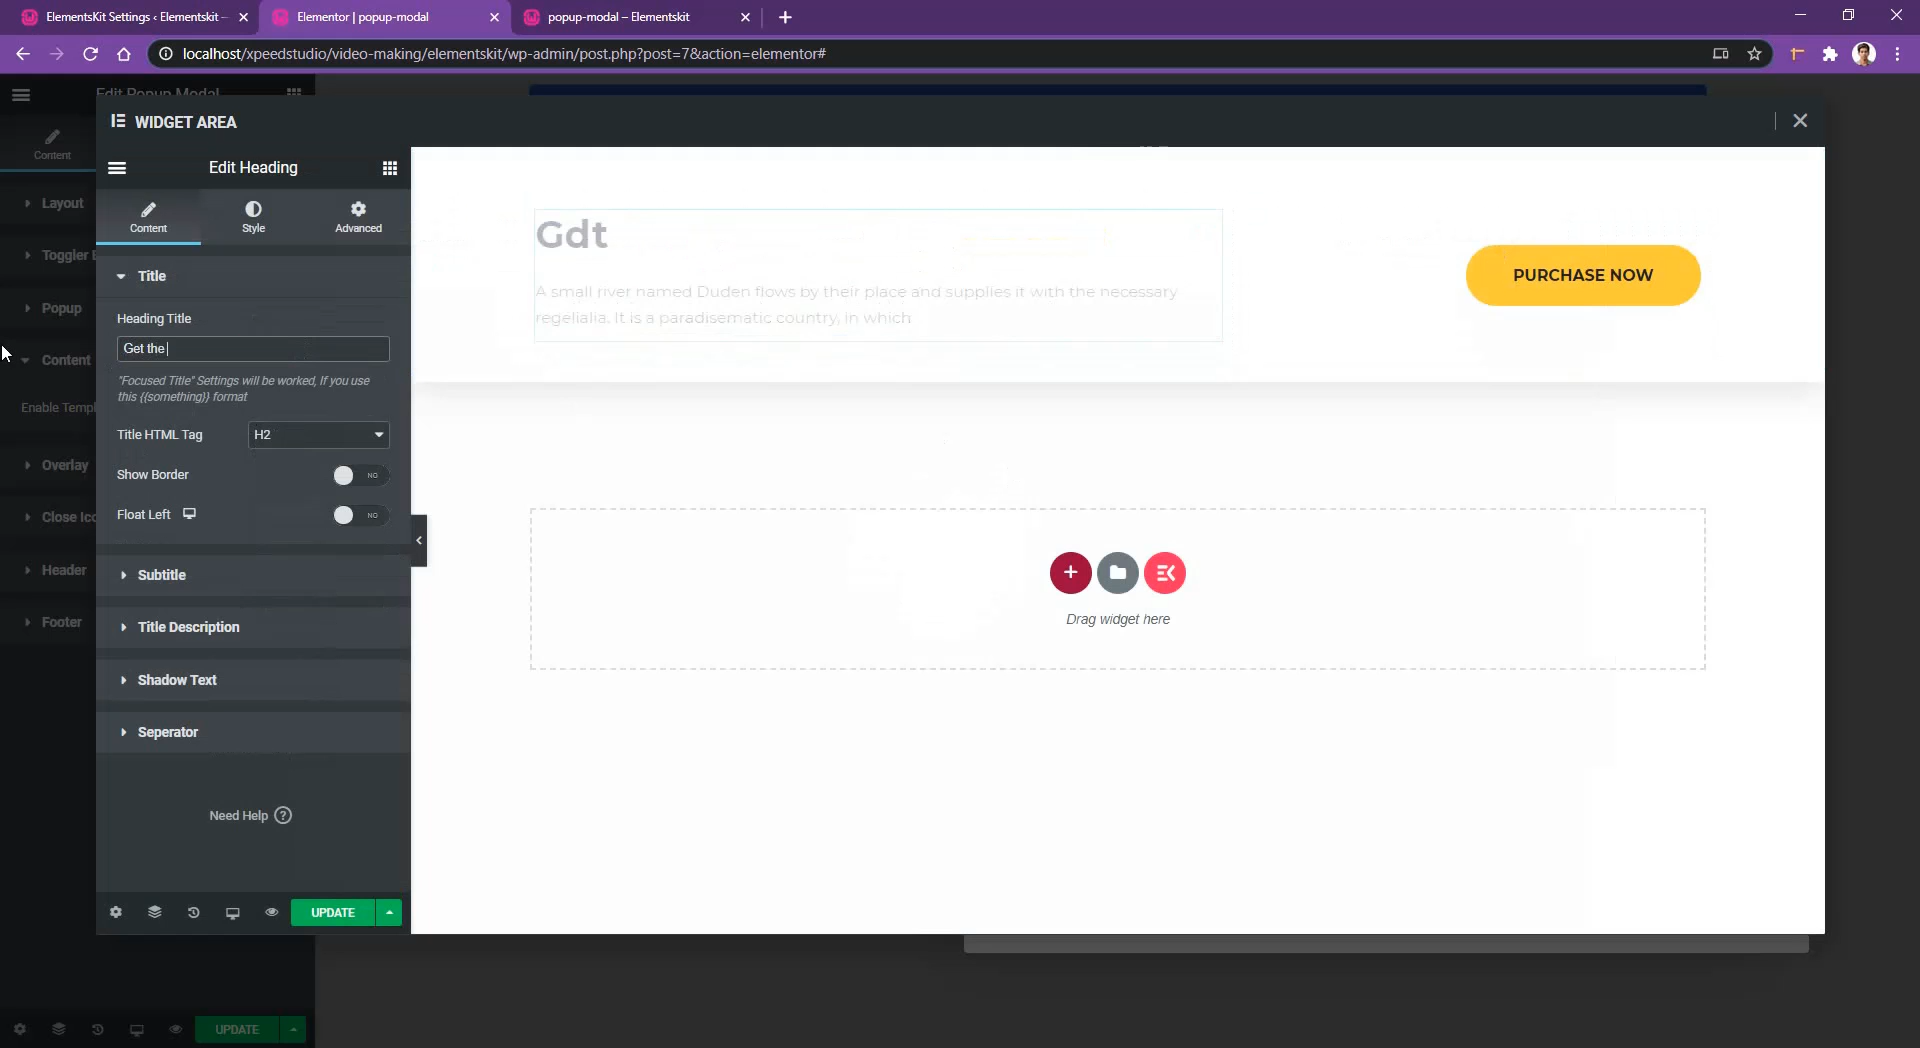 ElementsKit Settings ‹ Elementskit –
Elementor | popup-modal
popup-modal – Elementskit
localhost/xpeedstudio/video-making/elementskit/wp-admin/post.php?post=7&action=elementor#
Edit Popup Modal
WIDGET AREA
Content
Layout
Toggler B
Popup
Content
Enable Templ
Overlay
Close Ico
Header
Footer
UPDATE
Edit Heading
Content
Style
Advanced
Title
Heading Title
Get the
"Focused Title" Settings will be worked, If you use
this {{something}} format
Title HTML Tag
H2
Show Border
NO
Float Left
NO
Subtitle
Title Description
Shadow Text
Seperator
Need Help
UPDATE
Gdt
A small river named Duden flows by their place and supplies it with the necessary
regelialia. It is a paradisematic country, in which
PURCHASE NOW
Drag widget here